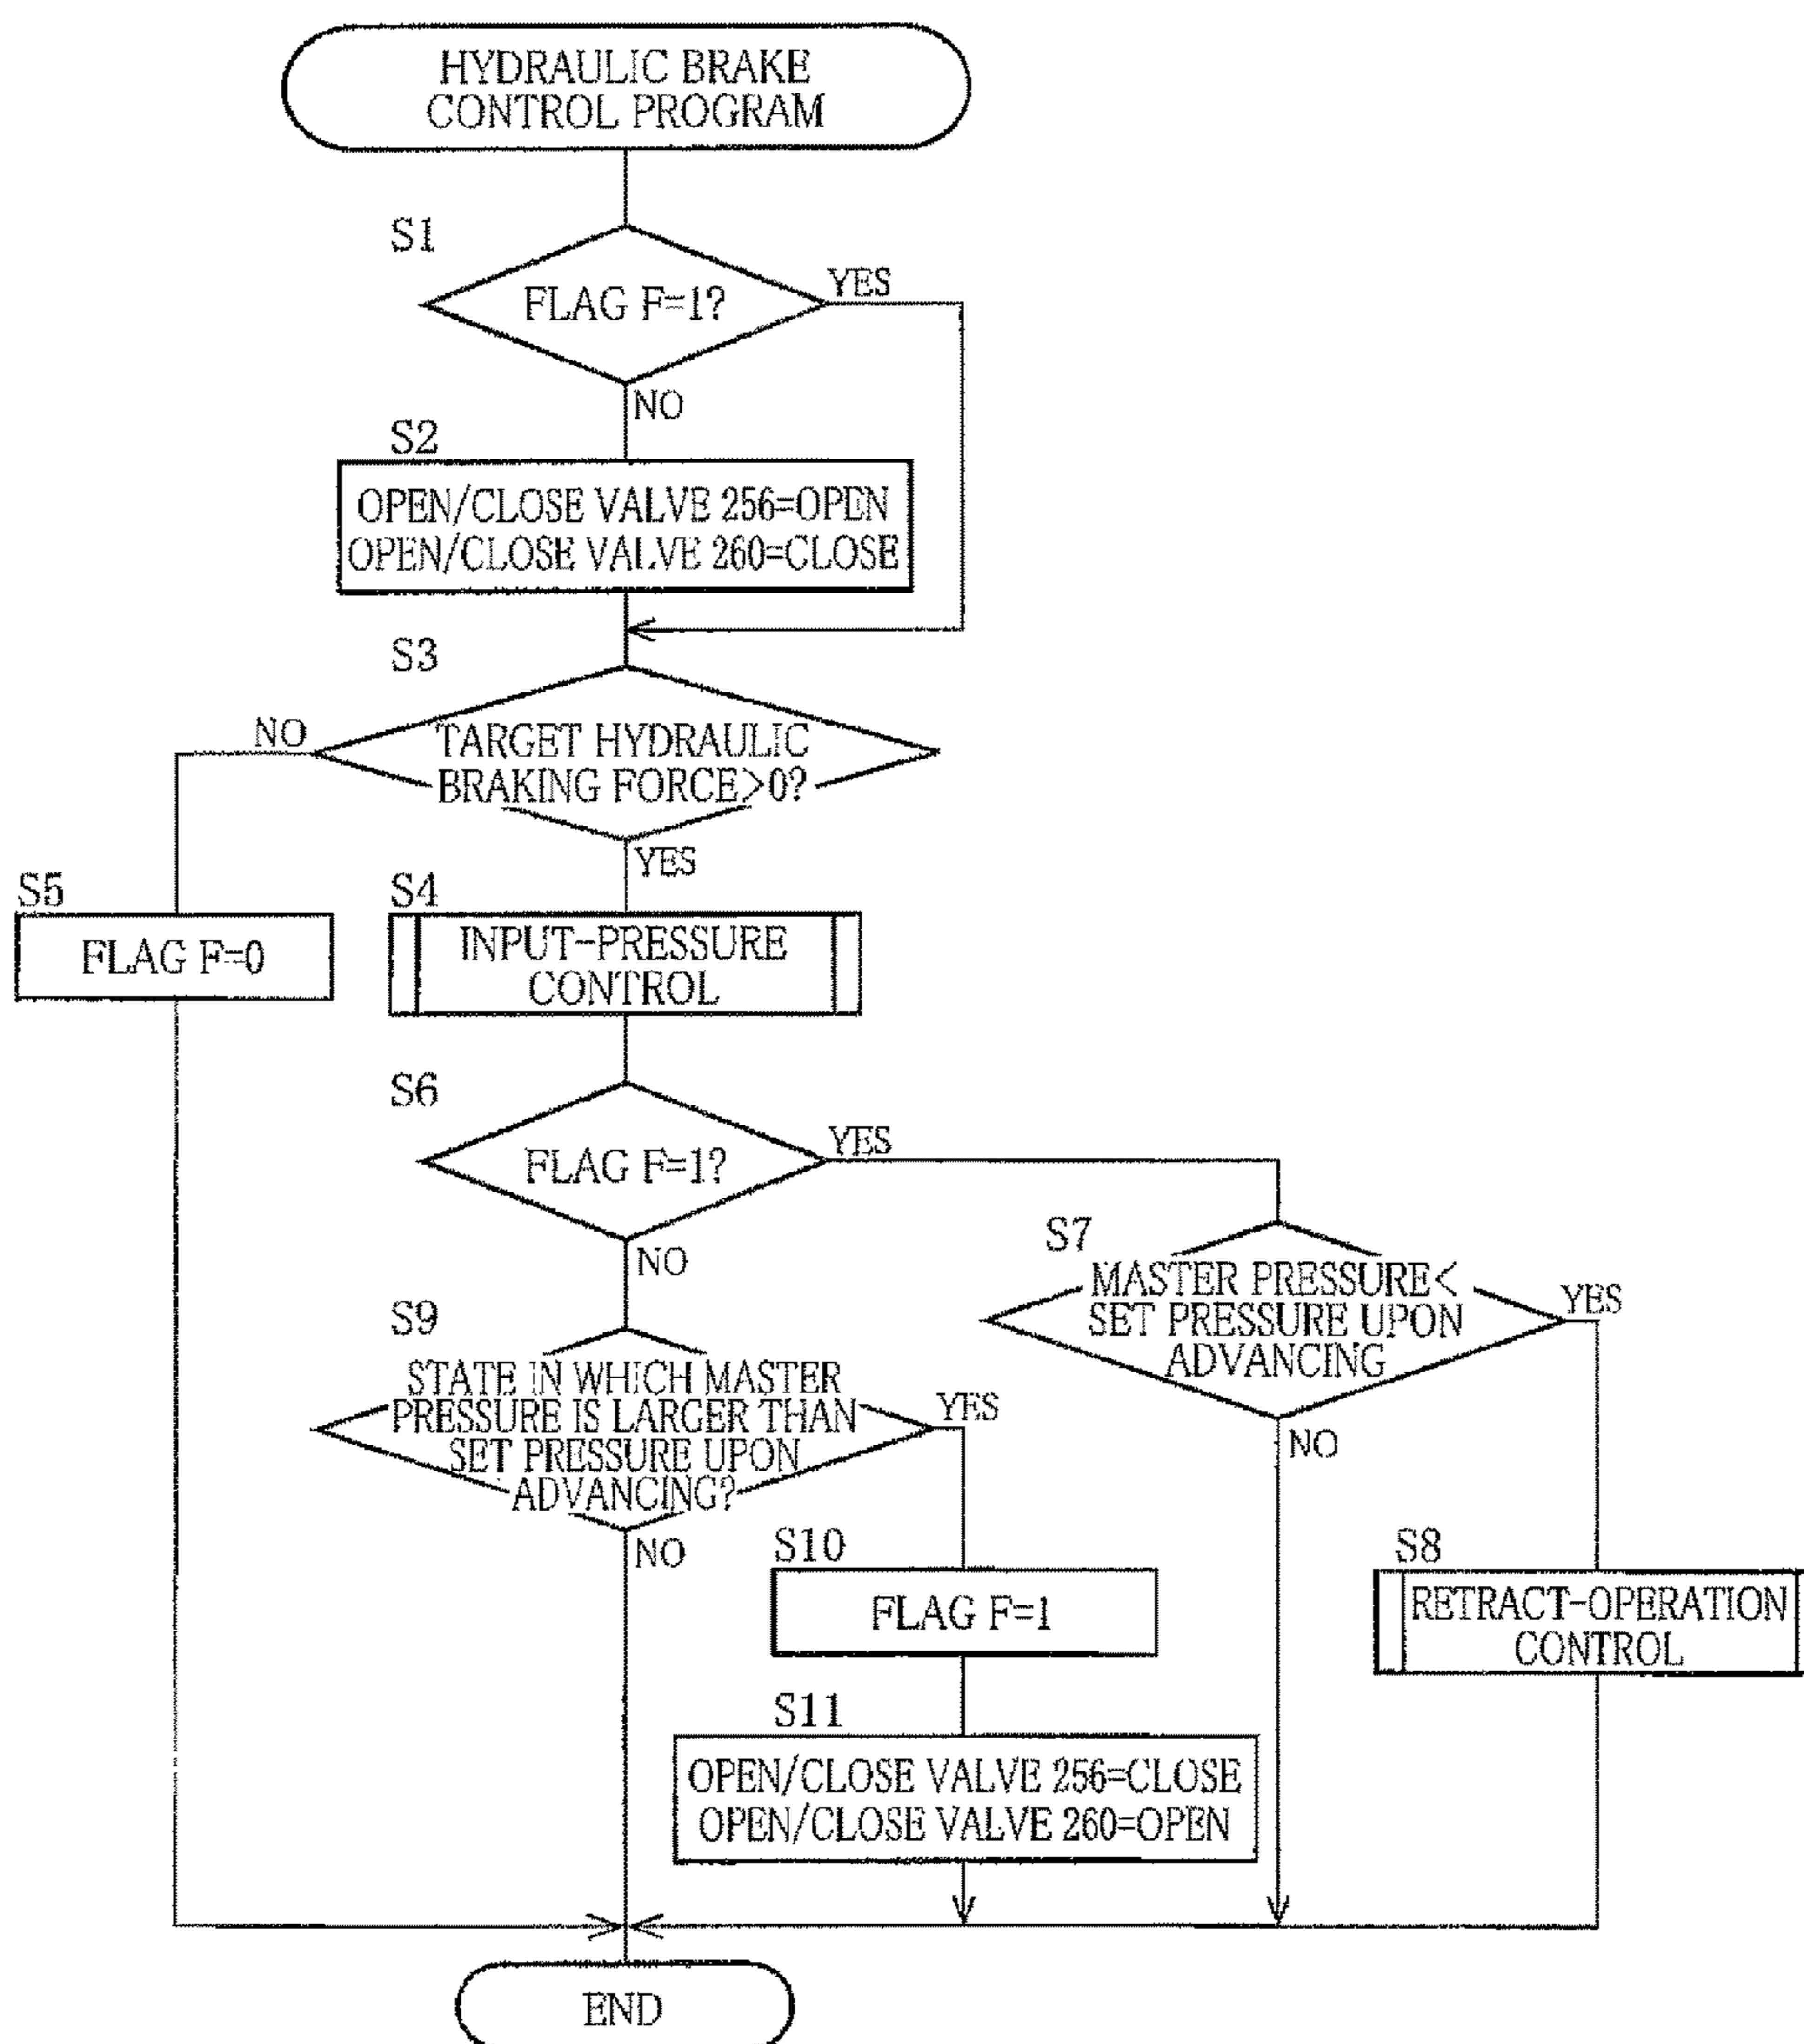 HYDRAULIC BRAKE
CONTROL PROGRAM
S1
FLAG F=1?
YES
NO
S2
OPEN/CLOSE VALVE 256=OPEN
OPEN/CLOSE VALVE 260=CLOSE
S3
TARGET HYDRAULIC
BRAKING FORCE>0?
NO
YES
S5
FLAG F=0
S4
INPUT-PRESSURE
CONTROL
S6
FLAG F=1?
YES
NO
S7
MASTER PRESSURE<
SET PRESSURE UPON
ADVANCING
YES
NO
S9
STATE IN WHICH MASTER
PRESSURE IS LARGER THAN
SET PRESSURE UPON
ADVANCING?
YES
NO
S10
FLAG F=1
S8
RETRACT-OPERATION
CONTROL
S11
OPEN/CLOSE VALVE 256=CLOSE
OPEN/CLOSE VALVE 260=OPEN
END